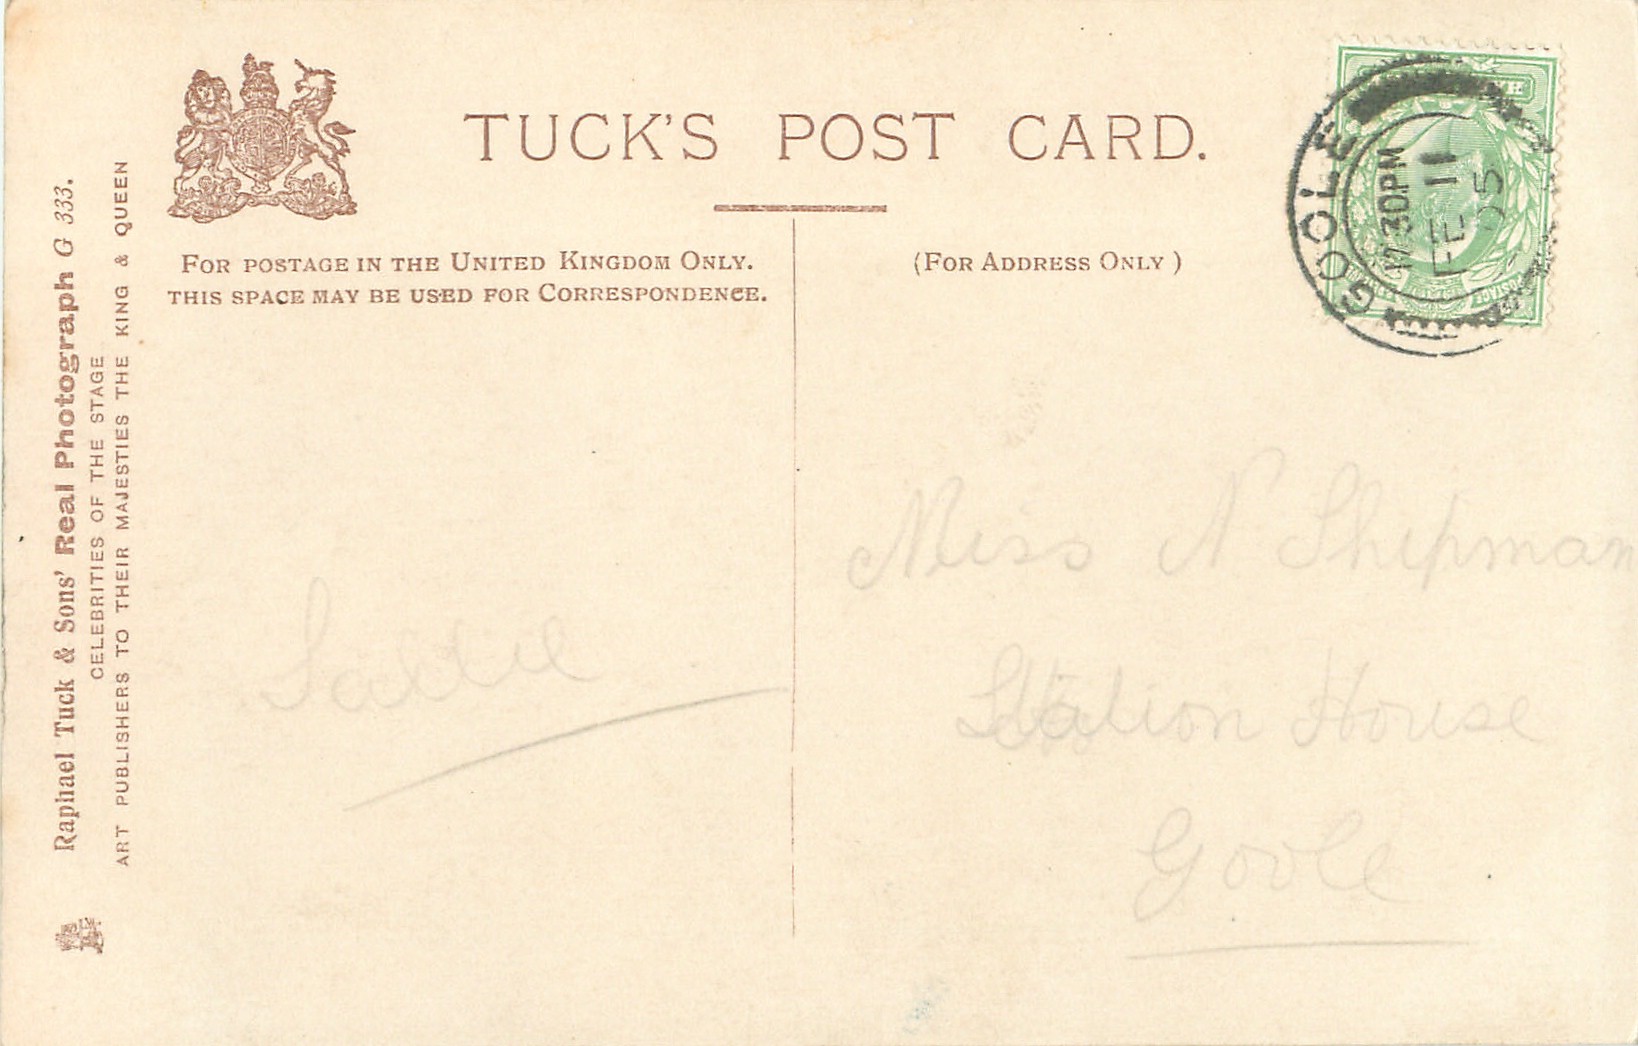 TUCK'S POST CARD.
FOR POSTAGE IN THE UNITED KINGDOM ONLY.
THIS SPACE MAY BE USED FOR CORRESPONDENCE.
(FOR ADDRESS ONLY)
Raphael Tuck & Sons' Real Photograph G 333.
CELEBRITIES OF THE STAGE
ART PUBLISHERS TO THEIR MAJESTIES THE KING & QUEEN
GOOLE
7 30PM
FE 11
05
POSTAGE
Sallie
Miss N Shipman
Station House
Goole